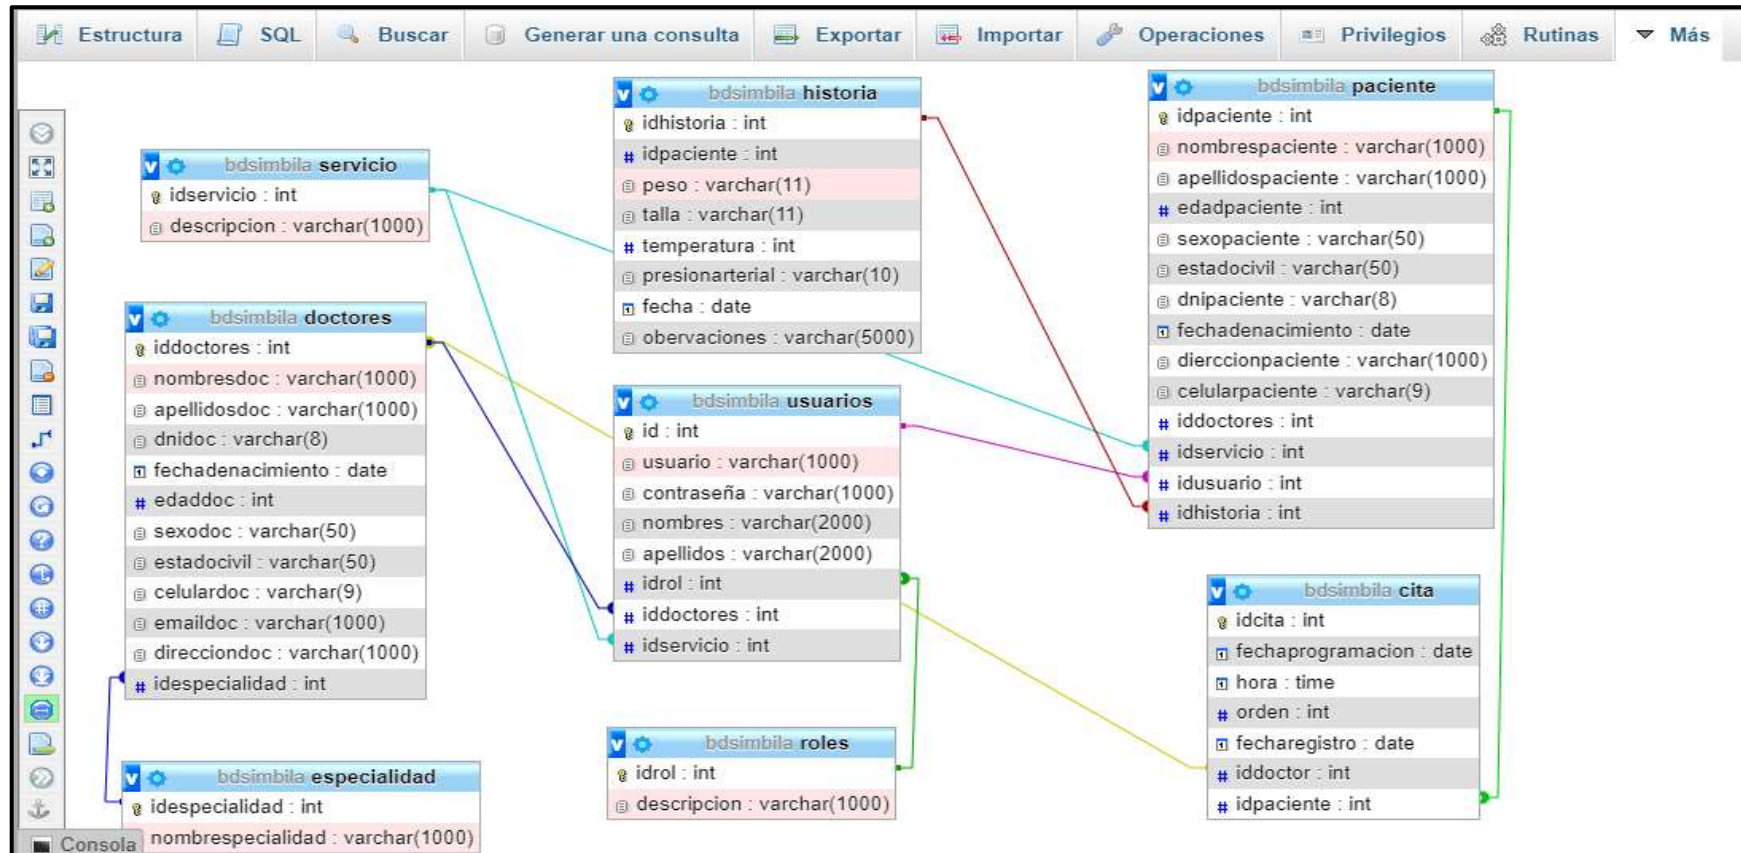 Estructura SQL Buscar Generar una consulta Exportar Importar Operaciones Privilegios Rutinas Más
bdsimbila servicio
idservicio : int
descripcion : varchar(1000)
bdsimbila doctores
iddoctores : int
nombresdoc : varchar(1000)
apellidosdoc : varchar(1000)
dnidoc : varchar(8)
fechadenacimiento : date
edaddoc : int
sexodoc : varchar(50)
estadocivil : varchar(50)
celulardoc : varchar(9)
emaildoc : varchar(1000)
direcciondoc : varchar(1000)
idespecialidad : int
bdsimbila especialidad
idespecialidad : int
nombrespecialidad : varchar(1000)
Consola
bdsimbila historia
idhistoria : int
idpaciente : int
peso : varchar(11)
talla : varchar(11)
temperatura : int
presionarterial : varchar(10)
fecha : date
obervaciones : varchar(5000)
bdsimbila usuarios
id : int
usuario : varchar(1000)
contraseña : varchar(1000)
nombres : varchar(2000)
apellidos : varchar(2000)
idrol : int
iddoctores : int
idservicio : int
bdsimbila roles
idrol : int
descripcion : varchar(1000)
bdsimbila paciente
idpaciente : int
nombrespaciente : varchar(1000)
apellidospaciente : varchar(1000)
edadpaciente : int
sexopaciente : varchar(50)
estadocivil : varchar(50)
dnipaciente : varchar(8)
fechadenacimiento : date
dierccionpaciente : varchar(1000)
celularpaciente : varchar(9)
iddoctores : int
idservicio : int
idusuario : int
idhistoria : int
bdsimbila cita
idcita : int
fechaprogramacion : date
hora : time
orden : int
fecharegistro : date
iddoctor : int
idpaciente : int